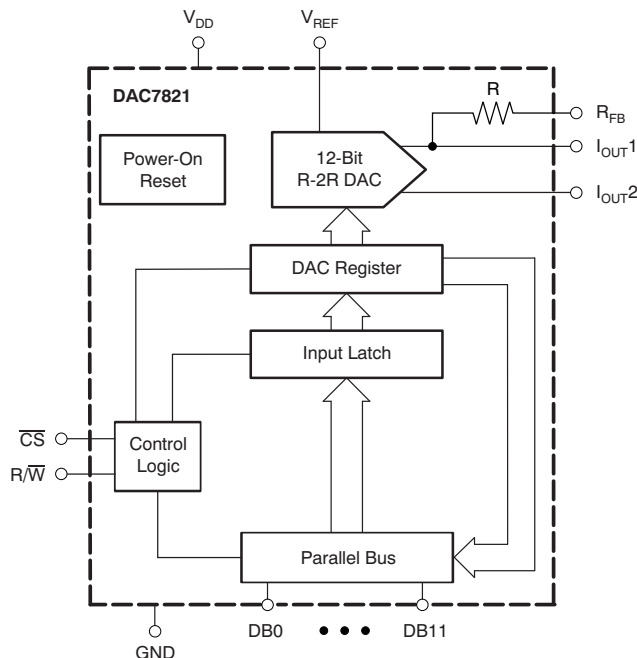 V_DD
V_REF
DAC7821
R
R_FB
Power-On
Reset
12-Bit
R-2R DAC
I_OUT1
I_OUT2
DAC Register
Input Latch
C̅S̅
R/W̅
Control
Logic
Parallel Bus
GND
DB0 • • • DB11